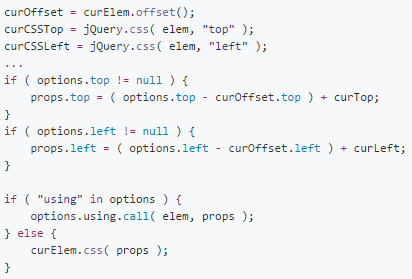 curOffset = curElem.offset();
curCSSTop = jQuery.css( elem, "top" );
curCSSLeft = jQuery.css( elem, "left" );
...
if ( options.top != null ) {
    props.top = ( options.top - curOffset.top ) + curTop;
}
if ( options.left != null ) {
    props.left = ( options.left - curOffset.left ) + curLeft;
}

if ( "using" in options ) {
    options.using.call( elem, props );
} else {
    curElem.css( props );
}